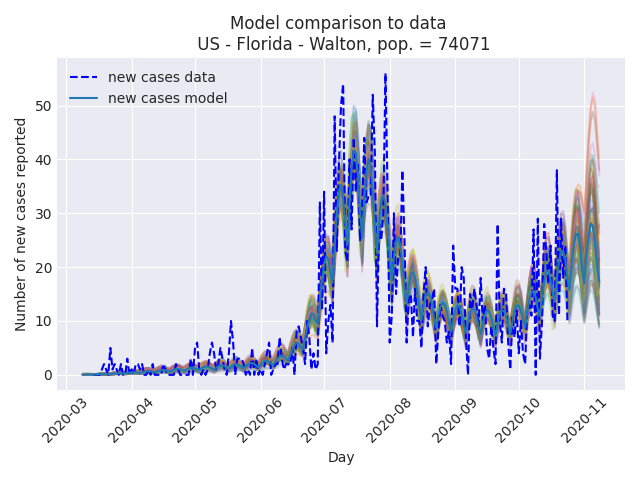 Model comparison to data
US - Florida - Walton, pop. = 74071
new cases data
new cases model
Number of new cases reported
50
40
30
20
10
0
2020-03
2020-04
2020-05
2020-06
2020-07
2020-08
2020-09
2020-10
2020-11
Day